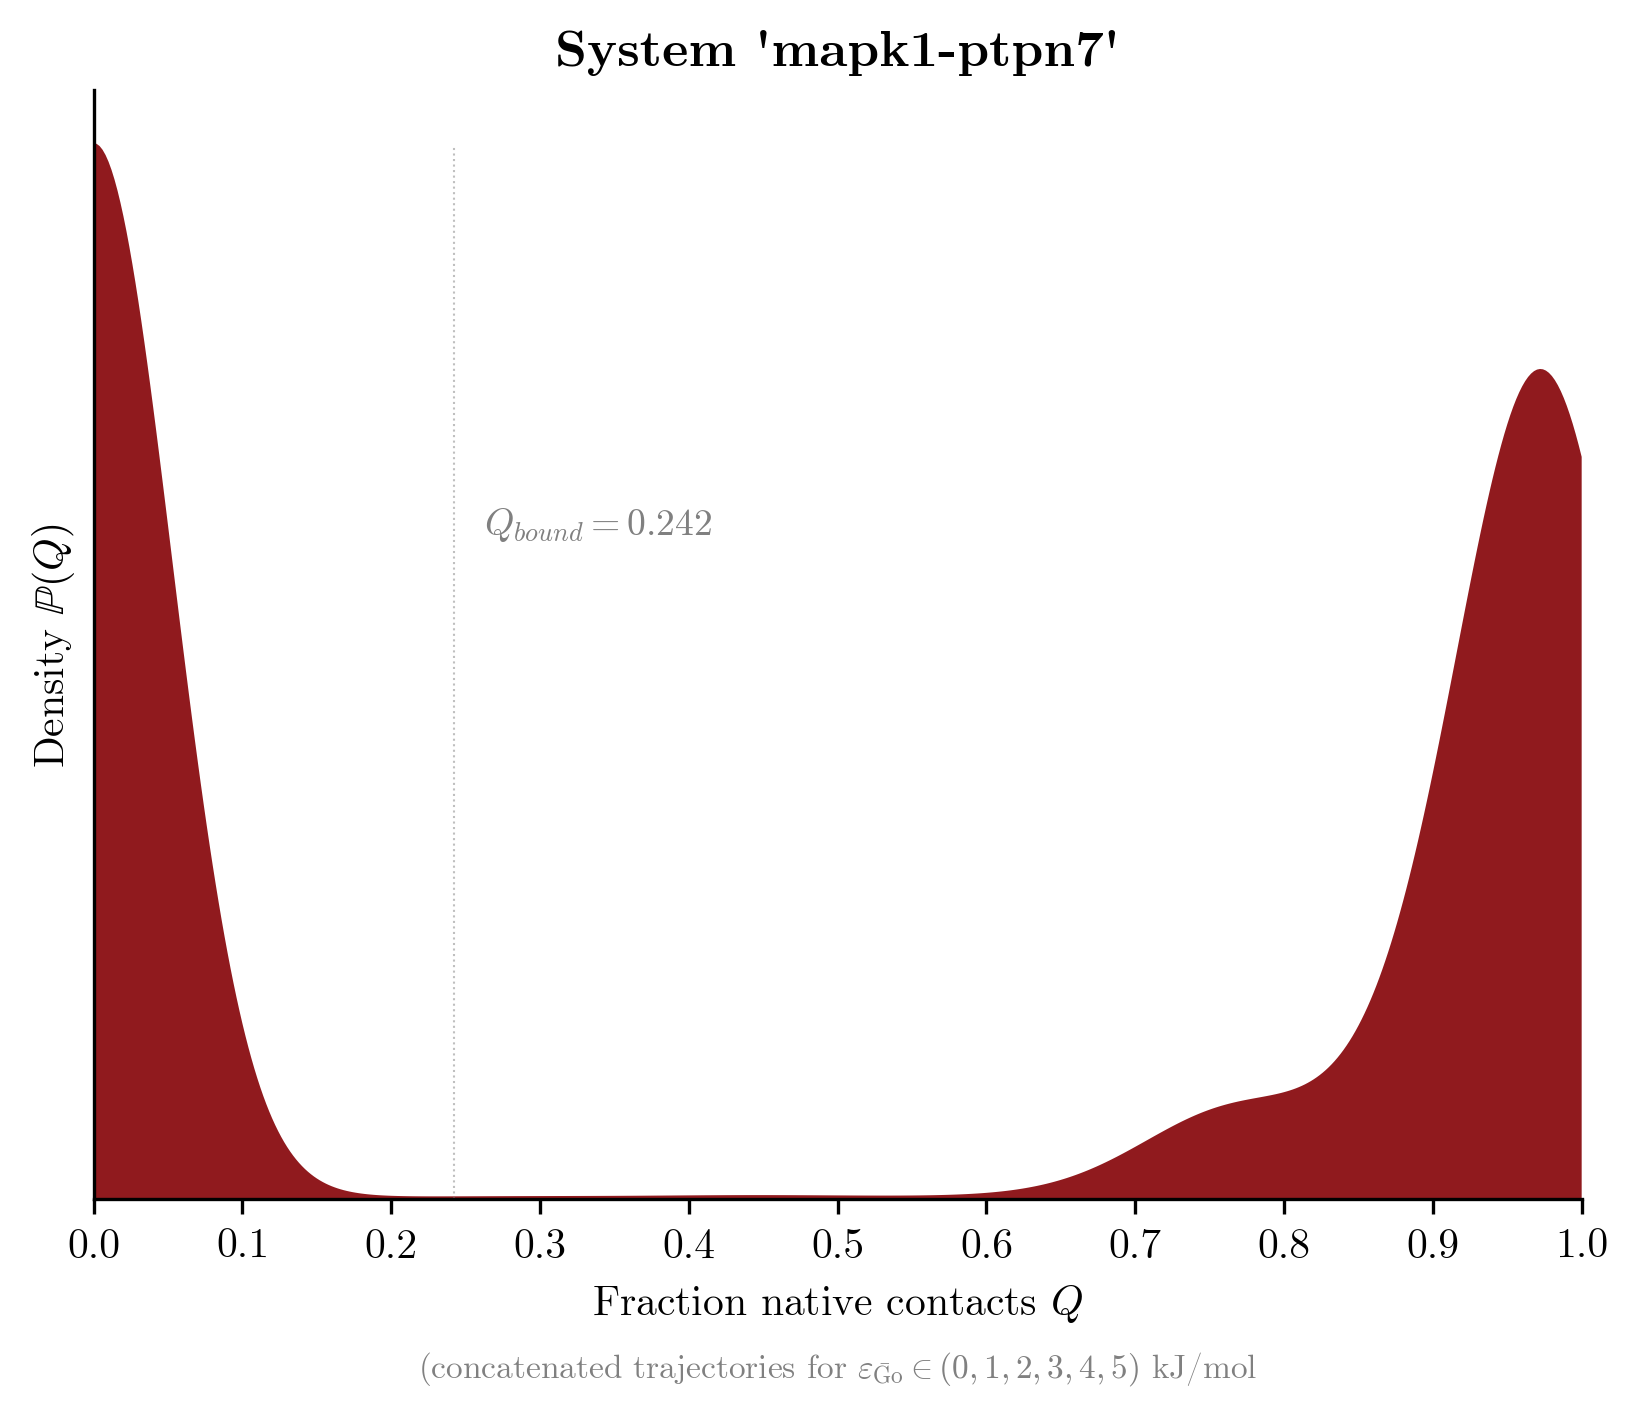 System 'mapk1-ptpn7'
Density ℙ(Q)
Q_bound = 0.242
0.0 0.1 0.2 0.3 0.4 0.5 0.6 0.7 0.8 0.9 1.0
Fraction native contacts Q
(concatenated trajectories for ε_Ḡo ∈ (0, 1, 2, 3, 4, 5) kJ/mol